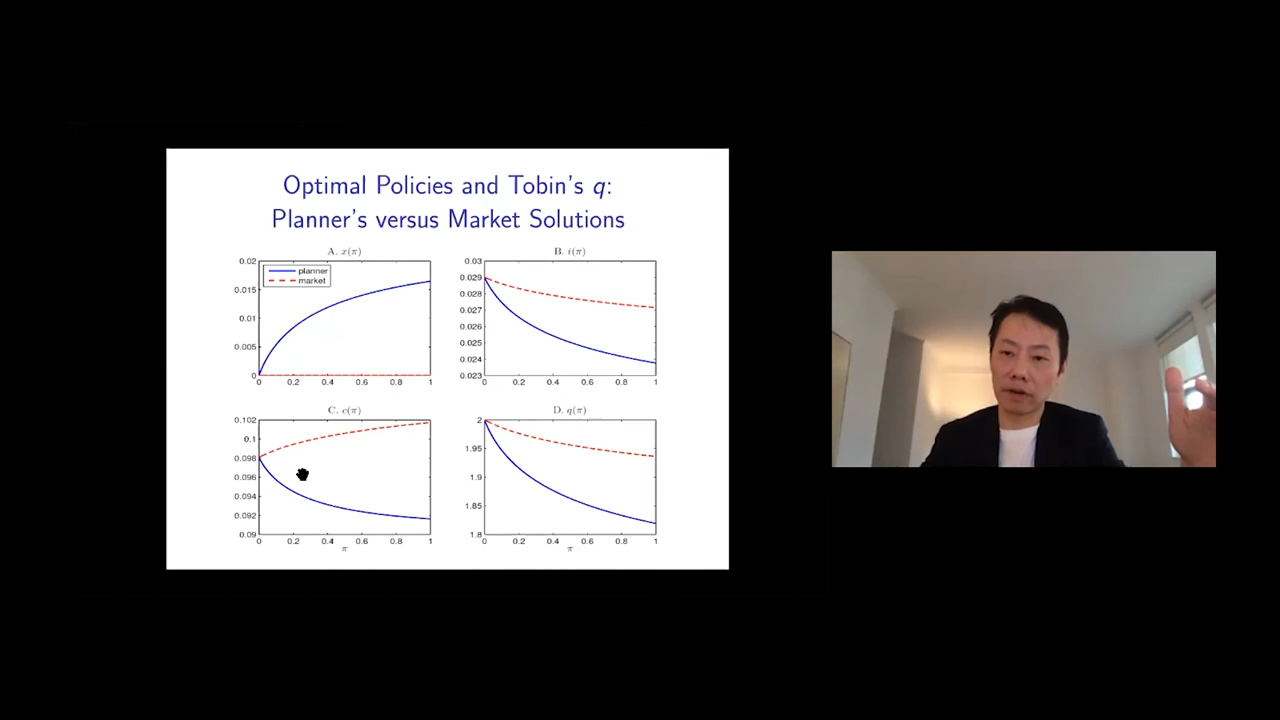 Optimal Policies and Tobin's q:
Planner's versus Market Solutions
A. x(π)
0.02
0.015
0.01
0.005
0
0 0.2 0.4 0.6 0.8 1
planner
market
B. i(π)
0.03
0.029
0.028
0.027
0.026
0.025
0.024
0.023
0 0.2 0.4 0.6 0.8 1
C. c(π)
0.102
0.1
0.098
0.096
0.094
0.092
0.09
0 0.2 0.4 0.6 0.8 1
π
D. q(π)
2
1.95
1.9
1.85
1.8
0 0.2 0.4 0.6 0.8 1
π